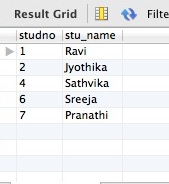 Result Grid Filte
studno stu_name
1 Ravi
2 Jyothika
4 Sathvika
6 Sreeja
7 Pranathi